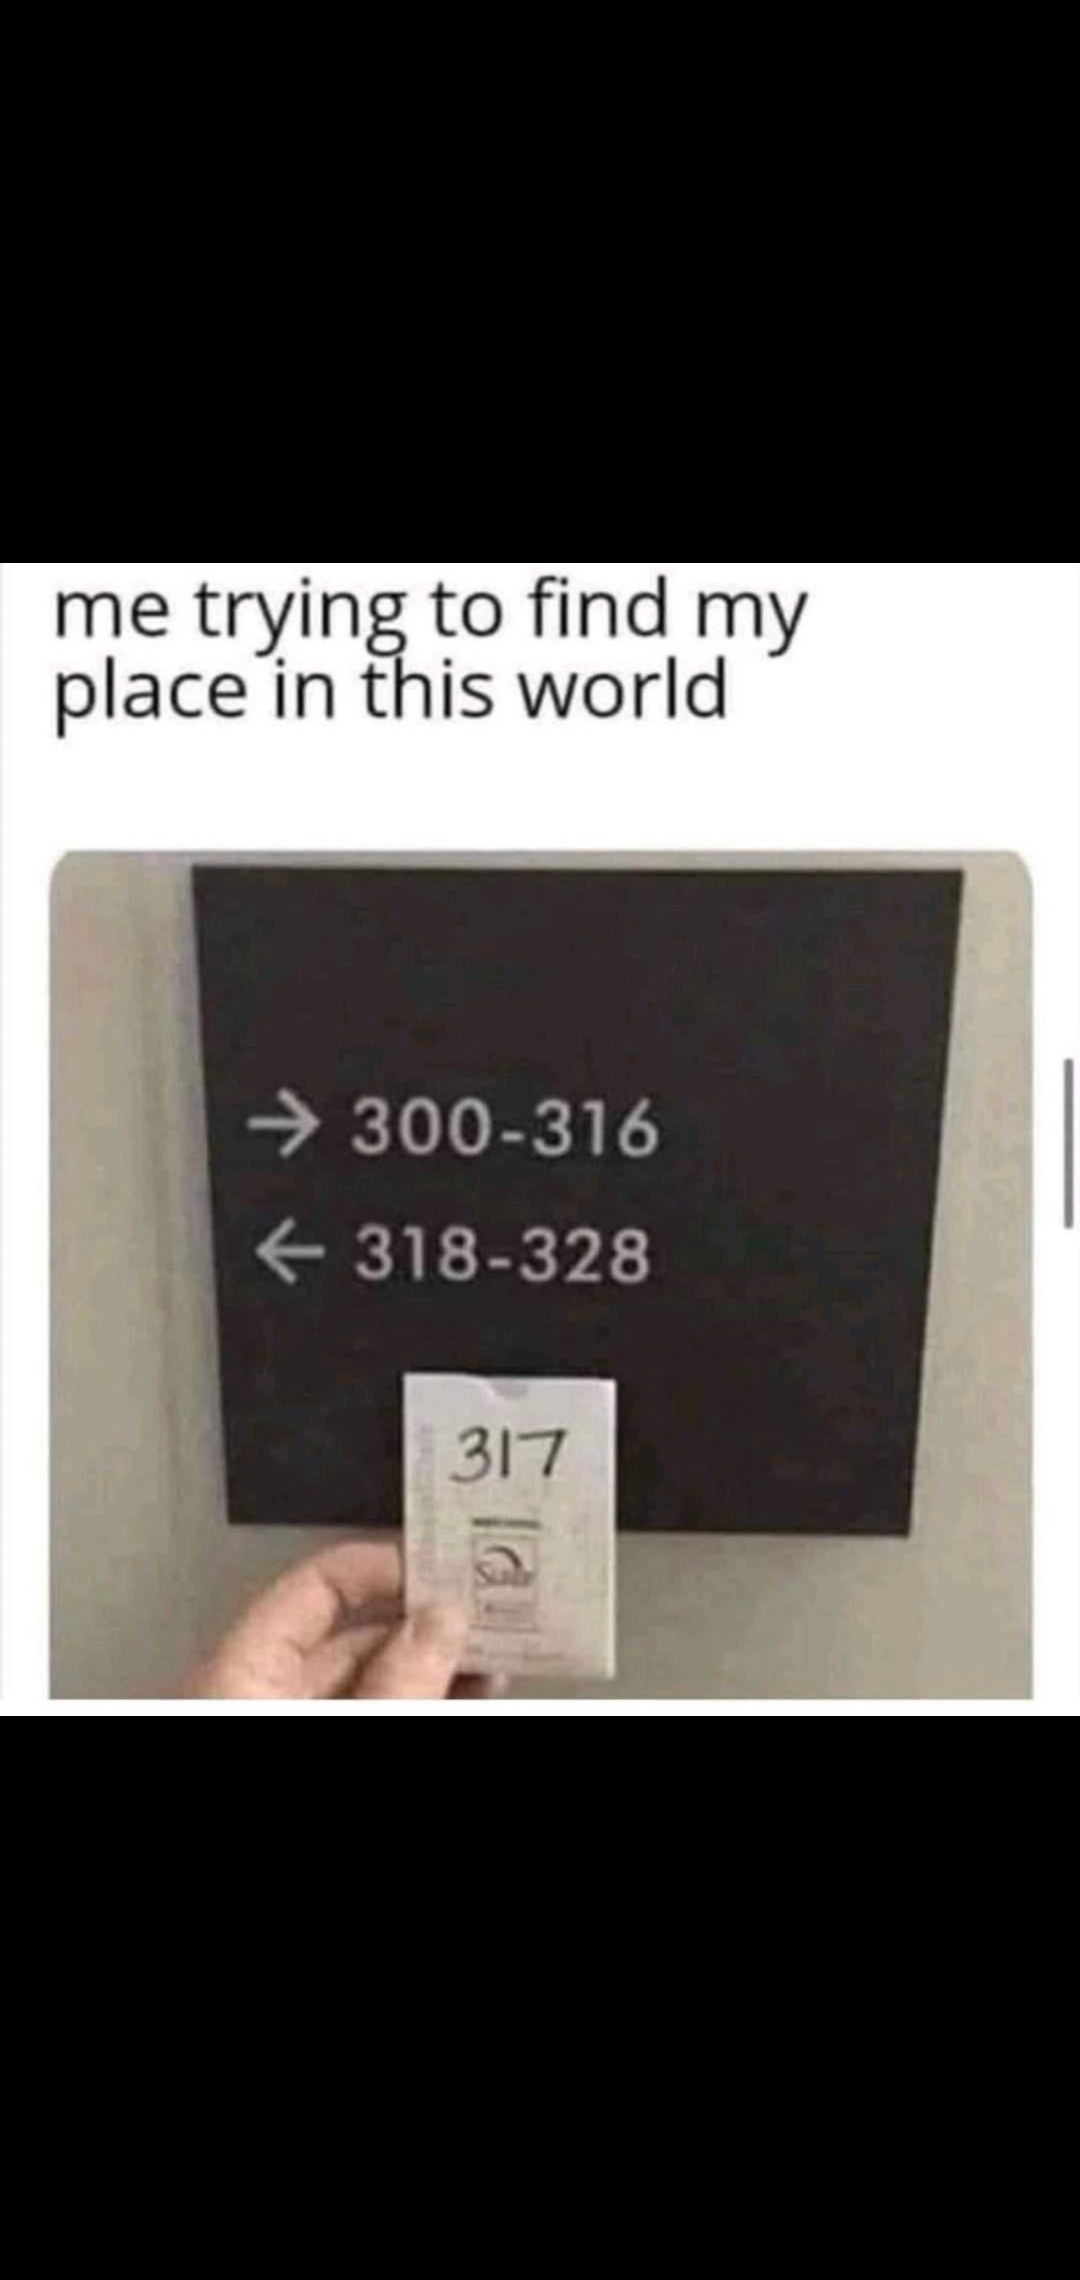 me trying to find my
place in this world
→ 300-316
← 318-328
317